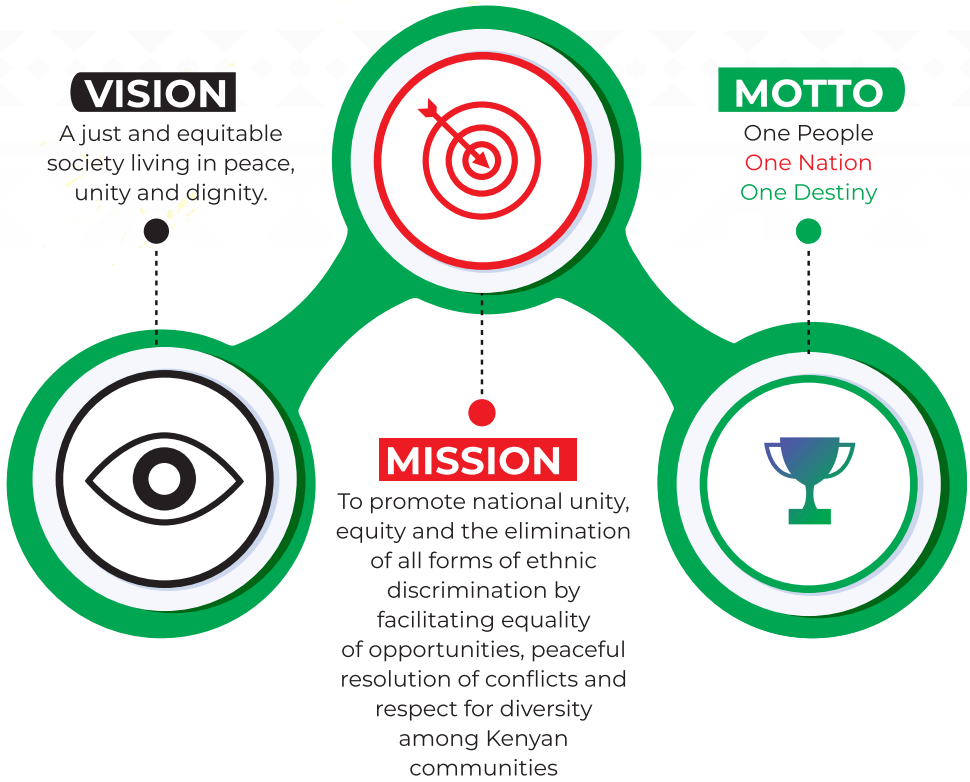 VISION
A just and equitable
society living in peace,
unity and dignity.
MISSION
To promote national unity,
equity and the elimination
of all forms of ethnic
discrimination by
facilitating equality
of opportunities, peaceful
resolution of conflicts and
respect for diversity
among Kenyan
communities
MOTTO
One People
One Nation
One Destiny